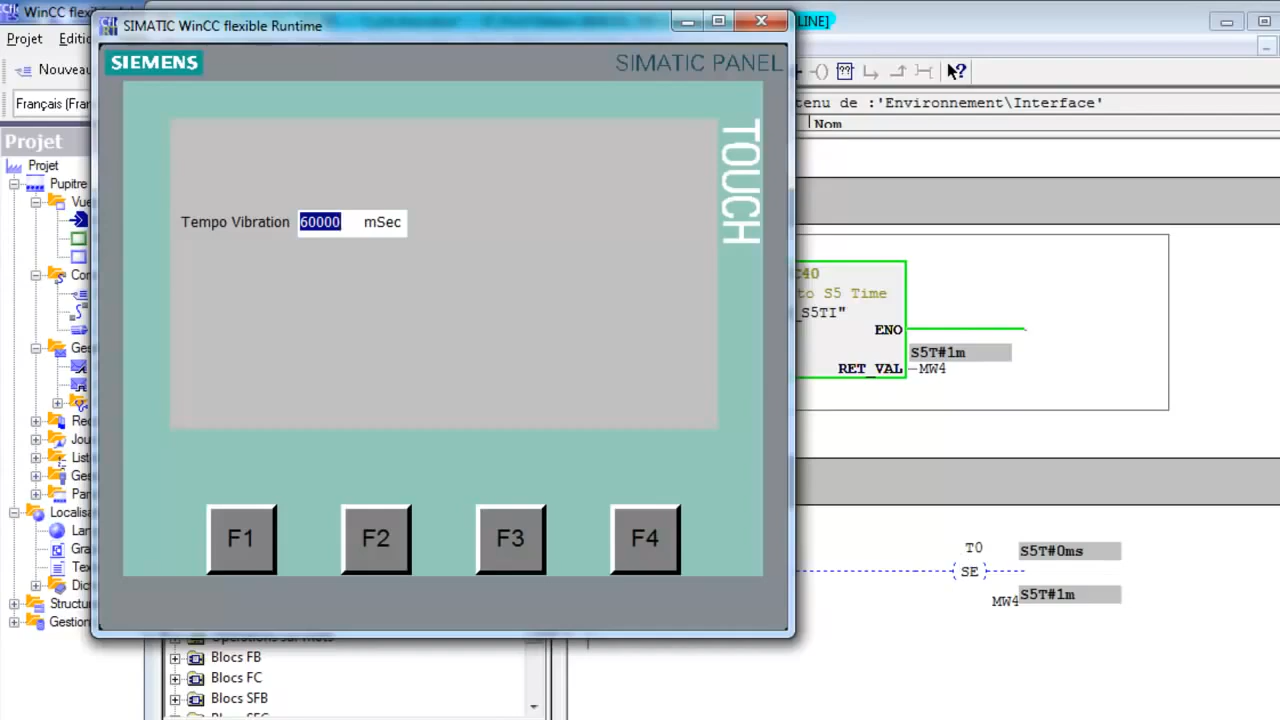 WinCC flexib
SIMATIC WinCC flexible Runtime
LINE]
Projet
Editi
SIEMENS
SIMATIC PANEL
Nouveau
??
?
Français (Fran
tenu de :'Environnement\Interface'
Nom
Projet
Projet
Pupitre
Vue
TOUCH
Tempo Vibration 60000 mSec
Con
C40
to S5 Time
_S5TI"
ENO
S5T#1m
RET_VAL
MW4
Ges
Rec
Jou
List
Ges
Par
Localisa
Lan
Gra
Tex
Dic
Structu
Gestion
F1
F2
F3
F4
T0
S5T#0ms
SE
MW4
S5T#1m
Blocs FB
Blocs FC
Blocs SFB